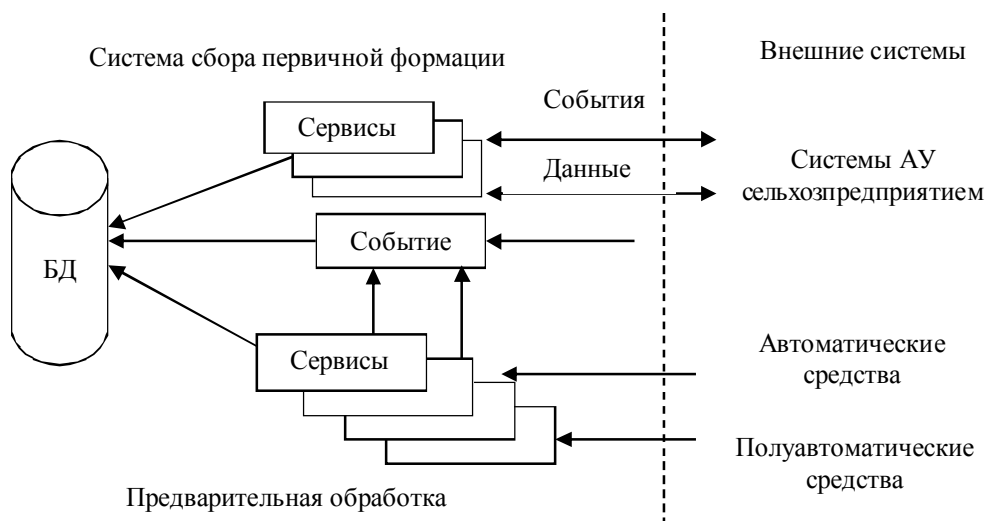 Система сбора первичной формации
Внешние системы
События
Сервисы
Данные
Системы АУ
сельхозпредприятием
Событие
БД
Сервисы
Автоматические
средства
Полуавтоматические
средства
Предварительная обработка